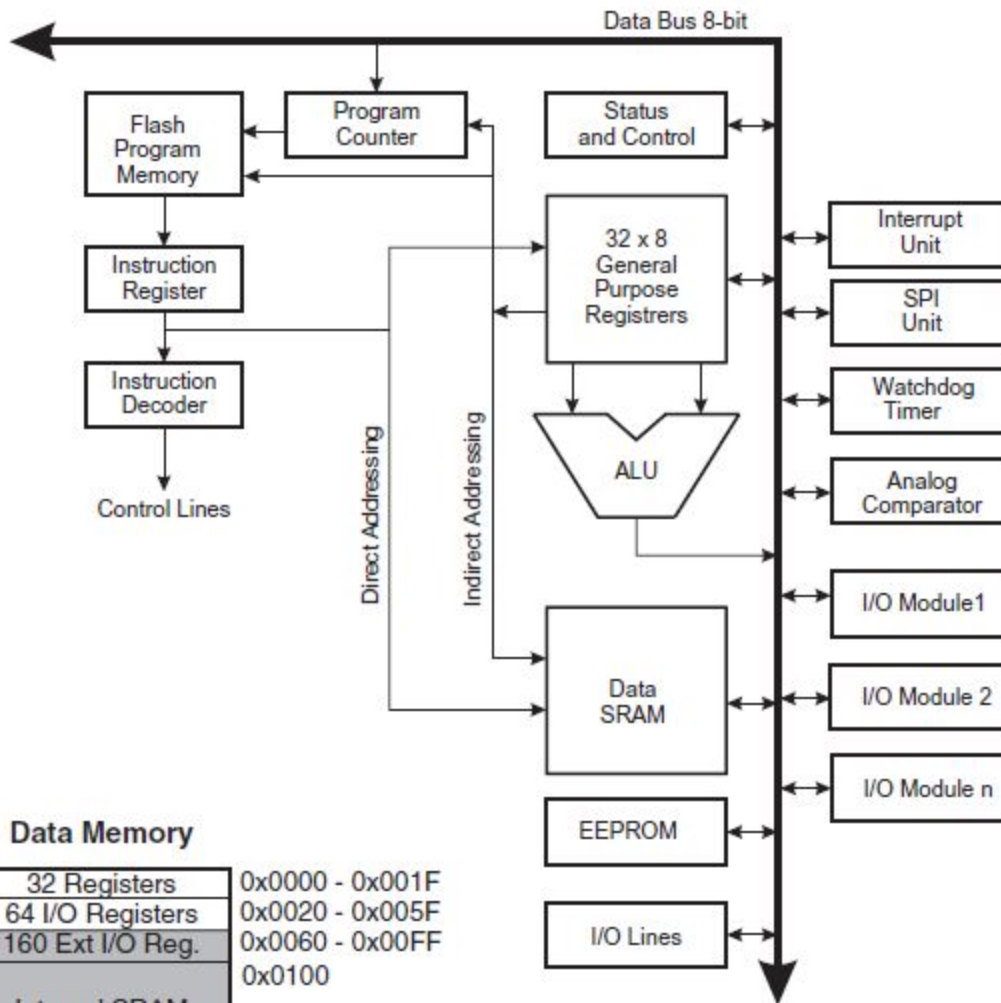 Data Bus 8-bit
Flash
Program
Memory
Program
Counter
Status
and Control
Instruction
Register
32 x 8
General
Purpose
Registrers
Interrupt
Unit
SPI
Unit
Instruction
Decoder
Watchdog
Timer
Control Lines
Direct Addressing
Indirect Addressing
ALU
Analog
Comparator
I/O Module1
Data
SRAM
I/O Module 2
I/O Module n
EEPROM
I/O Lines
Data Memory
32 Registers 0x0000 - 0x001F
64 I/O Registers 0x0020 - 0x005F
160 Ext I/O Reg. 0x0060 - 0x00FF
0x0100
Internal SRAM